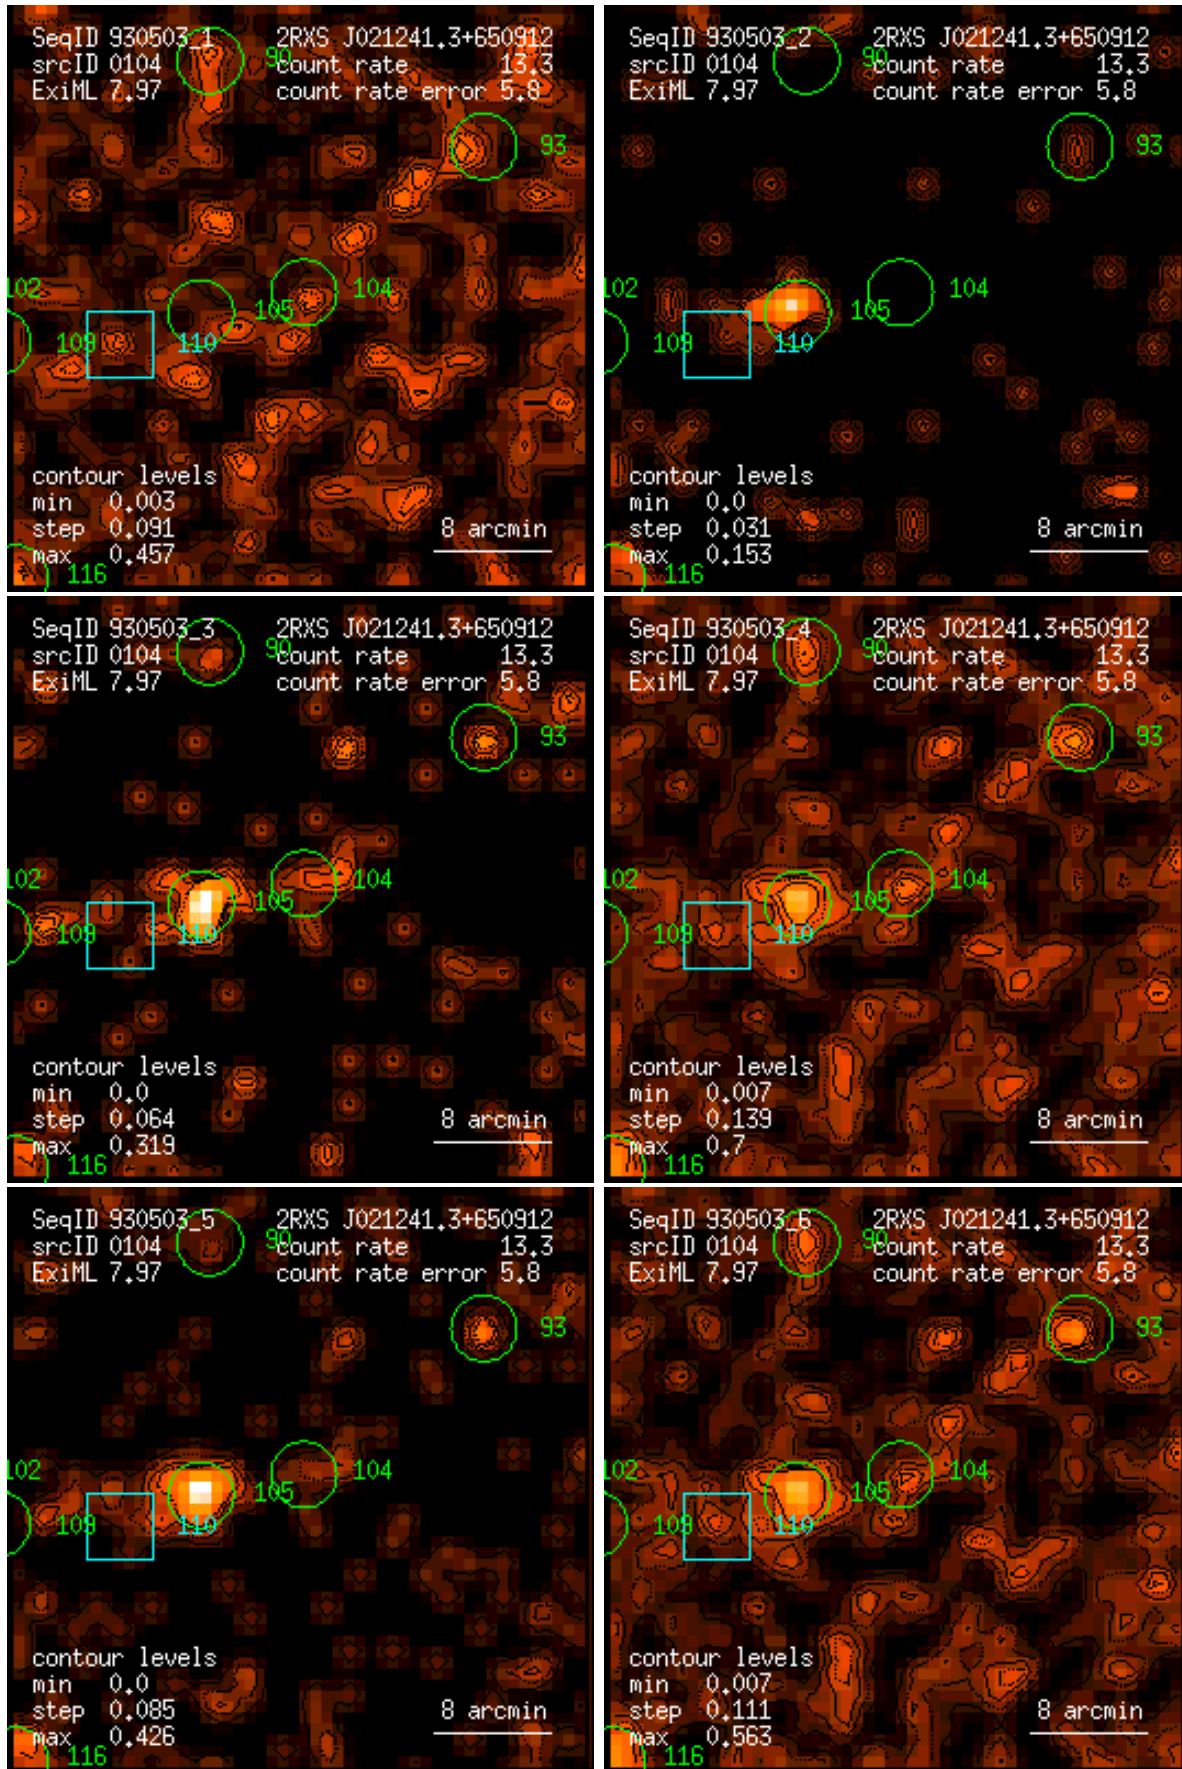 SeqID 930503_1 2RXS J021241.3+650912
srcID 0104 90 count rate 13.3
ExiML 7.97 count rate error 5.8
93
102 104
105
109 110
contour levels
min 0.003
step 0.091 8 arcmin
max 0.457
116
SeqID 930503_2 2RXS J021241.3+650912
srcID 0104 90 count rate 13.3
ExiML 7.97 count rate error 5.8
93
102 104
105
109 110
contour levels
min 0.0
step 0.031 8 arcmin
max 0.153
116
SeqID 930503_3 2RXS J021241.3+650912
srcID 0104 90 count rate 13.3
ExiML 7.97 count rate error 5.8
93
102 104
105
109 110
contour levels
min 0.0
step 0.064 8 arcmin
max 0.319
116
SeqID 930503_4 2RXS J021241.3+650912
srcID 0104 90 count rate 13.3
ExiML 7.97 count rate error 5.8
93
102 104
105
109 110
contour levels
min 0.007
step 0.139 8 arcmin
max 0.7
116
SeqID 930503_5 2RXS J021241.3+650912
srcID 0104 90 count rate 13.3
ExiML 7.97 count rate error 5.8
93
102 104
105
109 110
contour levels
min 0.0
step 0.085 8 arcmin
max 0.426
116
SeqID 930503_6 2RXS J021241.3+650912
srcID 0104 90 count rate 13.3
ExiML 7.97 count rate error 5.8
93
102 104
105
109 110
contour levels
min 0.007
step 0.111 8 arcmin
max 0.563
116